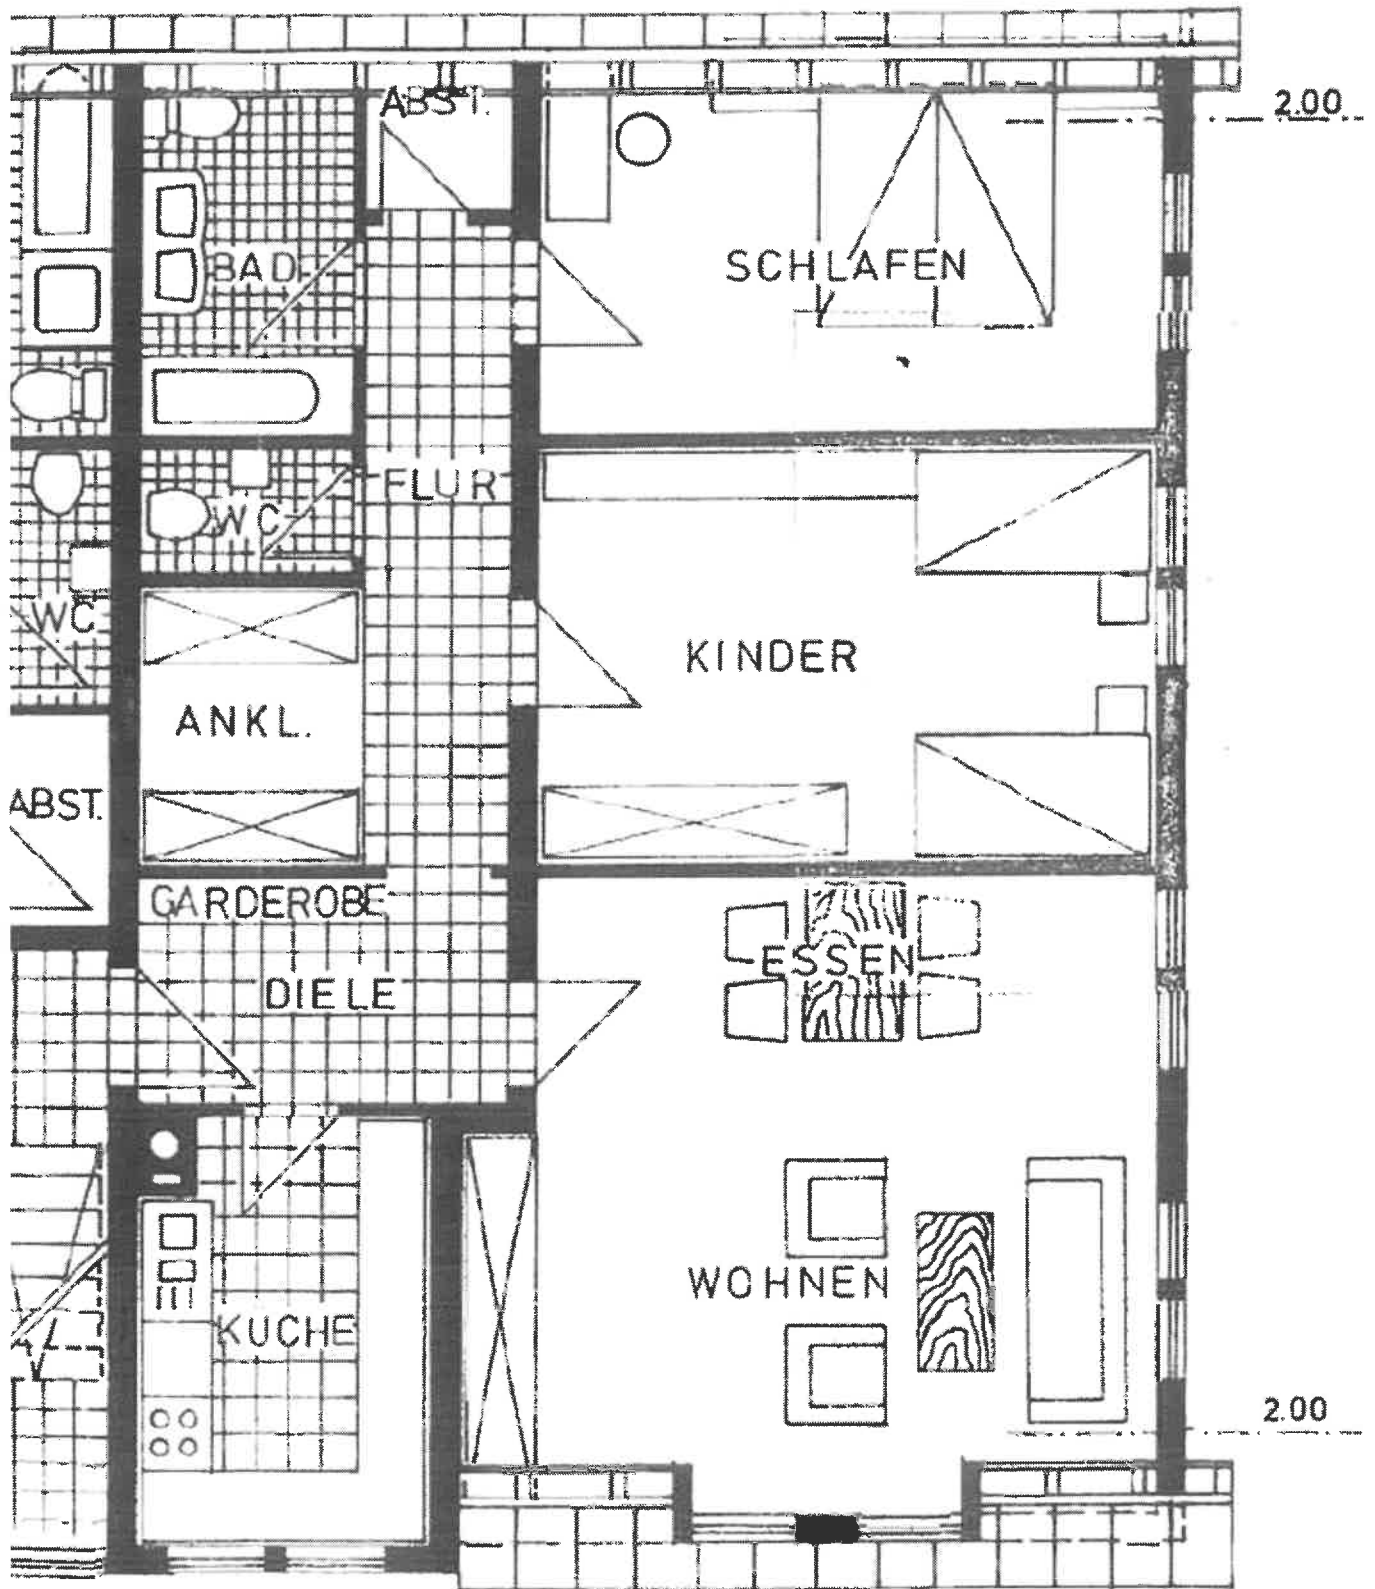 ABST.
2.00
BAD
SCHLAFEN
FLUR
WC
WC
KINDER
ANKL.
ABST.
GARDEROBE
ESSEN
DIELE
WOHNEN
KUCHE
2.00